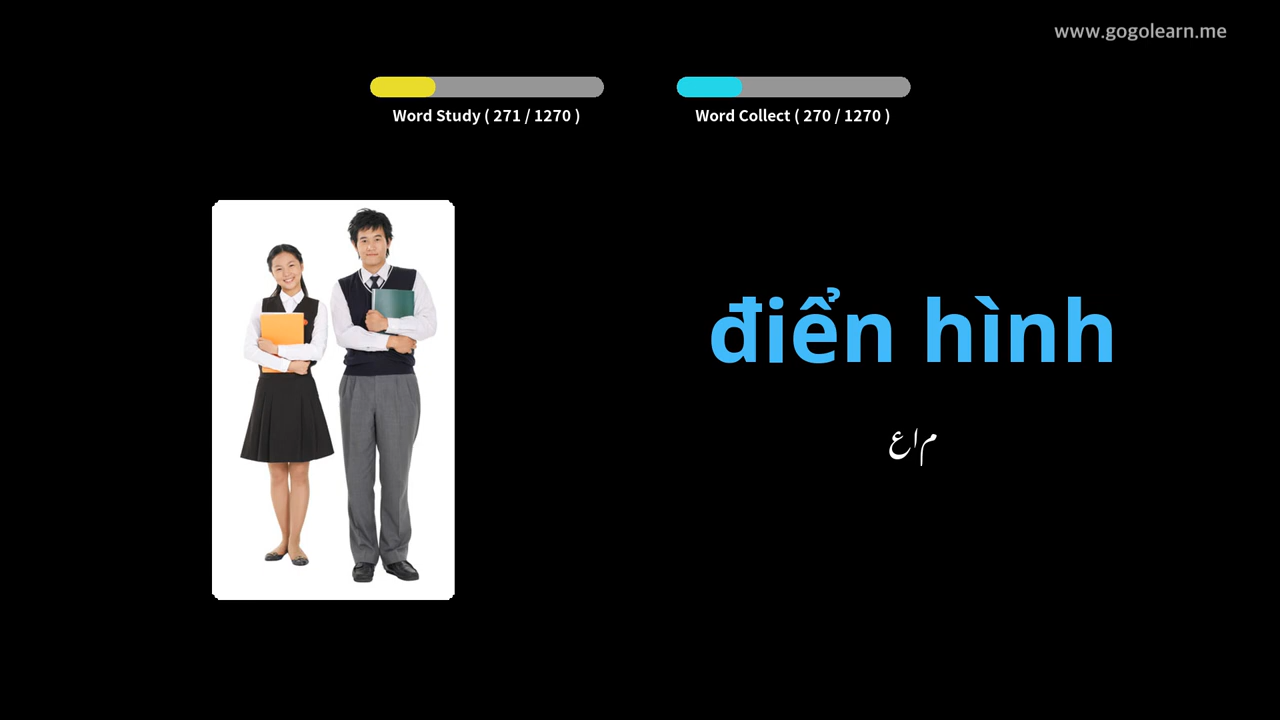 www.gogolearn.me
Word Study ( 271 / 1270 )
Word Collect ( 270 / 1270 )
điển hình
عام